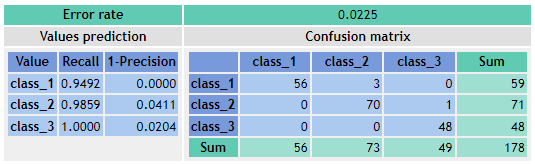 Error rate 0.0225
Values prediction Confusion matrix
Value Recall 1-Precision class_1 class_2 class_3 Sum
class_1 0.9492 0.0000 class_1 56 3 0 59
class_2 0.9859 0.0411 class_2 0 70 1 71
class_3 1.0000 0.0204 class_3 0 0 48 48
Sum 56 73 49 178